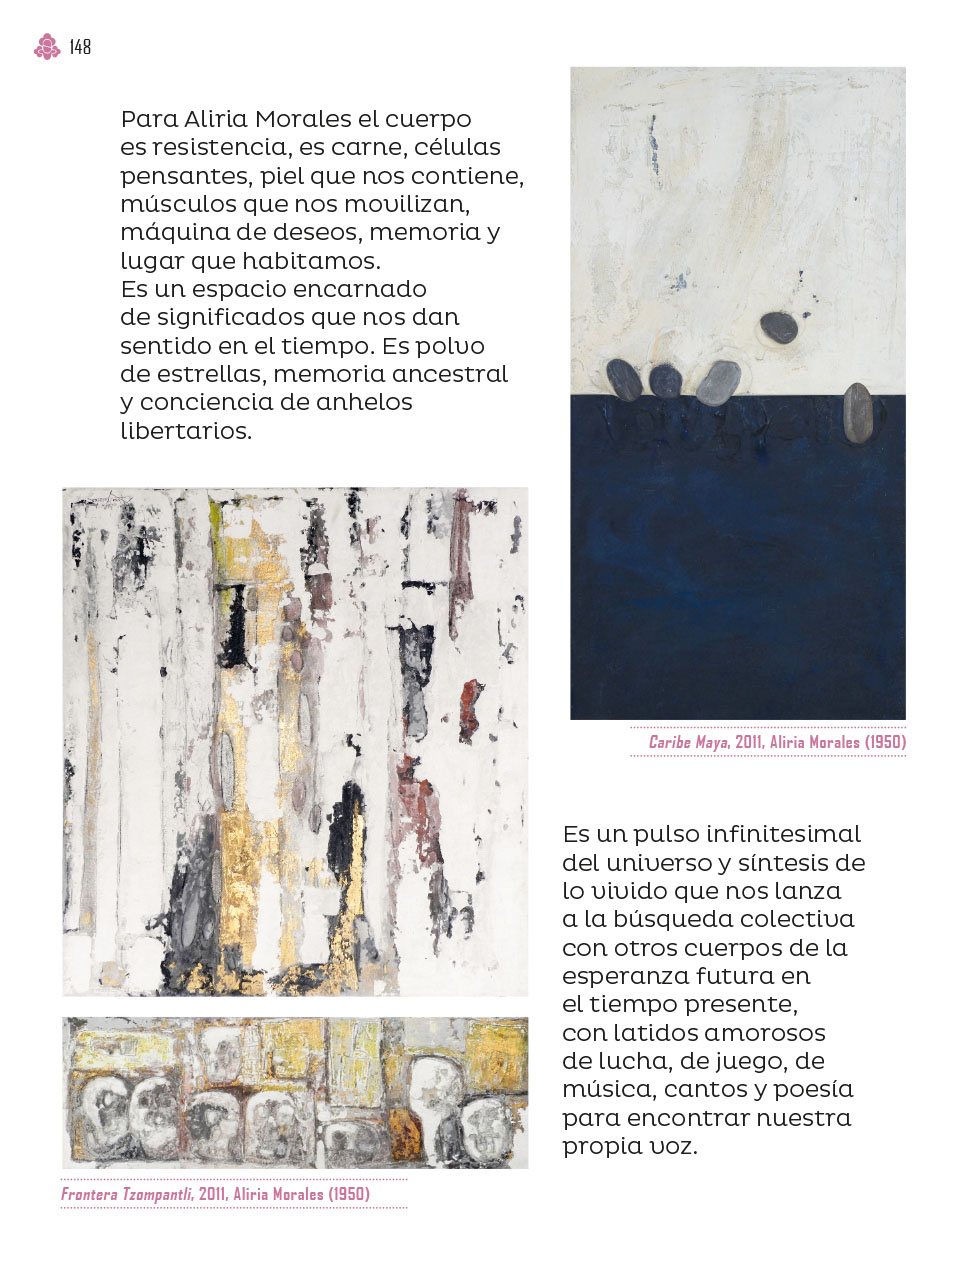 148
Para Aliria Morales el cuerpo
es resistencia, es carne, células
pensantes, piel que nos contiene,
músculos que nos movilizan,
máquina de deseos, memoria y
lugar que habitamos.
Es un espacio encarnado
de significados que nos dan
sentido en el tiempo. Es polvo
de estrellas, memoria ancestral
y conciencia de anhelos
libertarios.
Caribe Maya, 2011, Aliria Morales (1950)
Es un pulso infinitesimal
del universo y síntesis de
lo vivido que nos lanza
a la búsqueda colectiva
con otros cuerpos de la
esperanza futura en
el tiempo presente,
con latidos amorosos
de lucha, de juego, de
música, cantos y poesía
para encontrar nuestra
propia voz.
Frontera Tzompantli, 2011, Aliria Morales (1950)